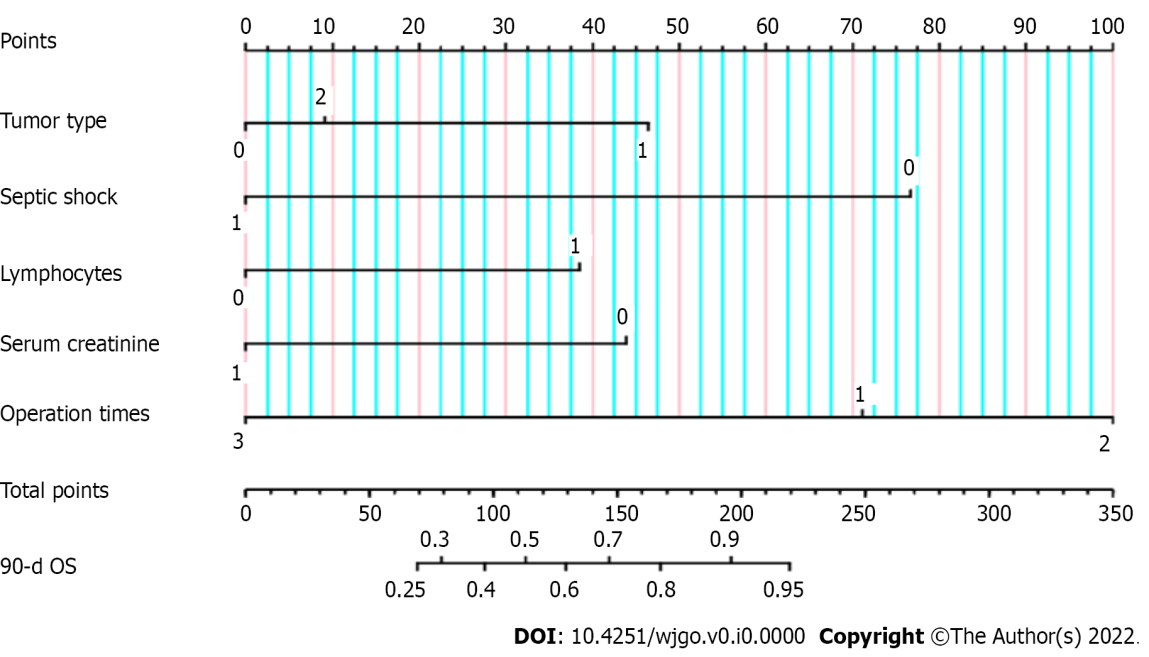 Points
0 10 20 30 40 50 60 70 80 90 100
2
Tumor type
0 1
0
Septic shock
1
1
Lymphocytes
0
0
Serum creatinine
1
1
Operation times
3 2
Total points
0 50 100 150 200 250 300 350
0.3 0.5 0.7 0.9
90-d OS
0.25 0.4 0.6 0.8 0.95
DOI: 10.4251/wjgo.v0.i0.0000 Copyright ©The Author(s) 2022.